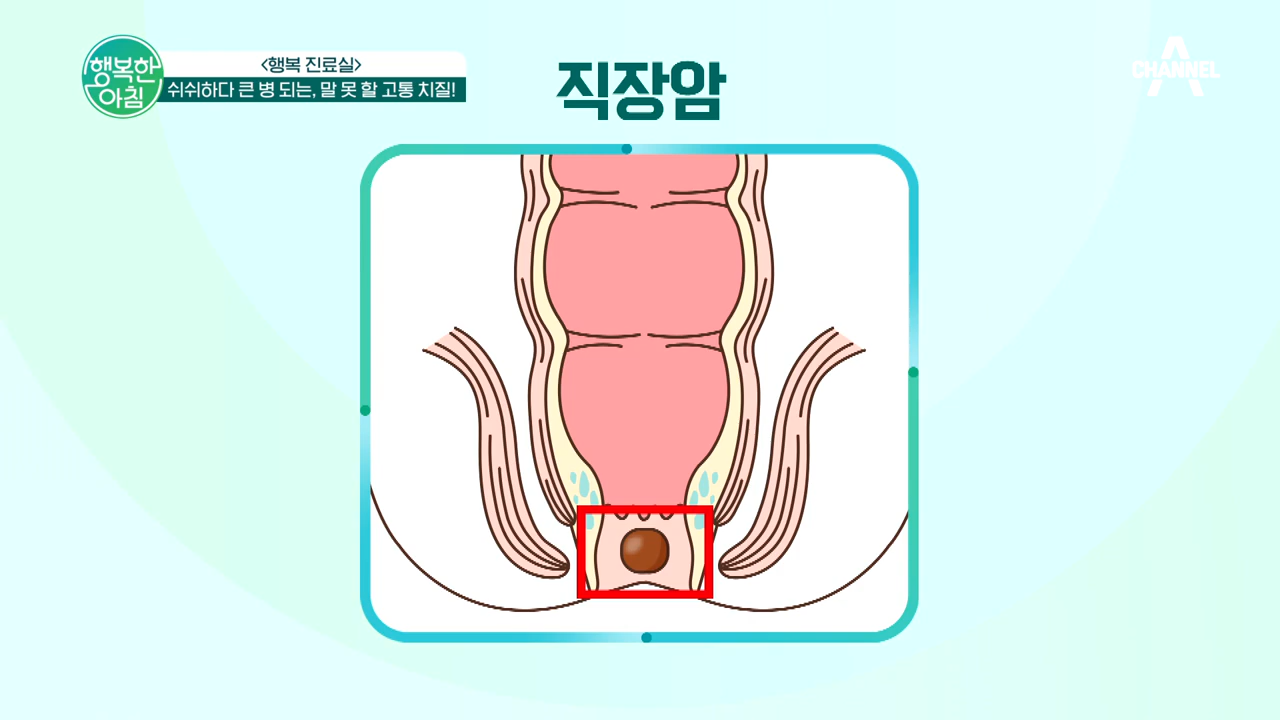 행복한
아침
<행복 진료실>
쉬쉬하다 큰 병 되는, 말 못 할 고통 치질!
직장암
CHANNEL A